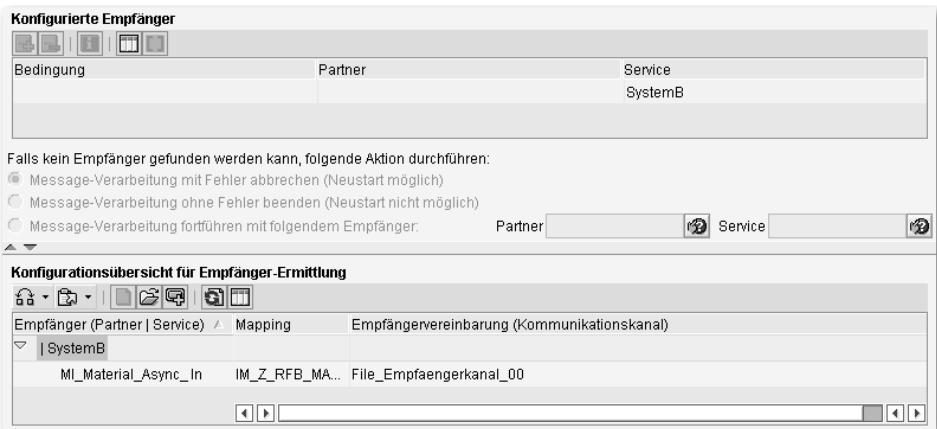 Konfigurierte Empfänger
Bedingung Partner Service
SystemB
Falls kein Empfänger gefunden werden kann, folgende Aktion durchführen:
Message-Verarbeitung mit Fehler abbrechen (Neustart möglich)
Message-Verarbeitung ohne Fehler beenden (Neustart nicht möglich)
Message-Verarbeitung fortführen mit folgendem Empfänger: Partner Service
Konfigurationsübersicht für Empfänger-Ermittlung
Empfänger (Partner | Service) Mapping Empfängervereinbarung (Kommunikationskanal)
| SystemB
MI_Material_Async_In IM_Z_RFB_MA... File_Empfaengerkanal_00